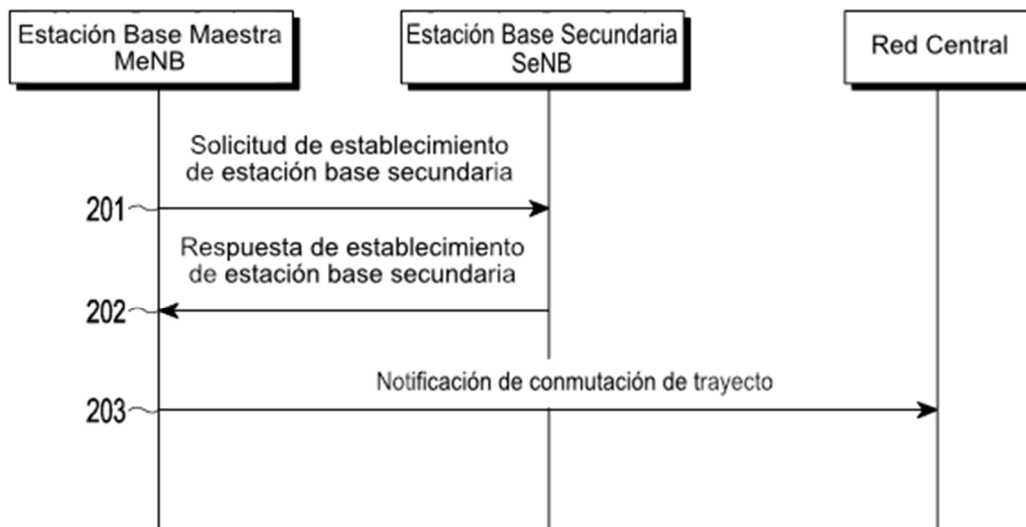 Estación Base Maestra
MeNB
Estación Base Secundaria
SeNB
Red Central
Solicitud de establecimiento
de estación base secundaria
201
Respuesta de establecimiento
de estación base secundaria
202
Notificación de conmutación de trayecto
203